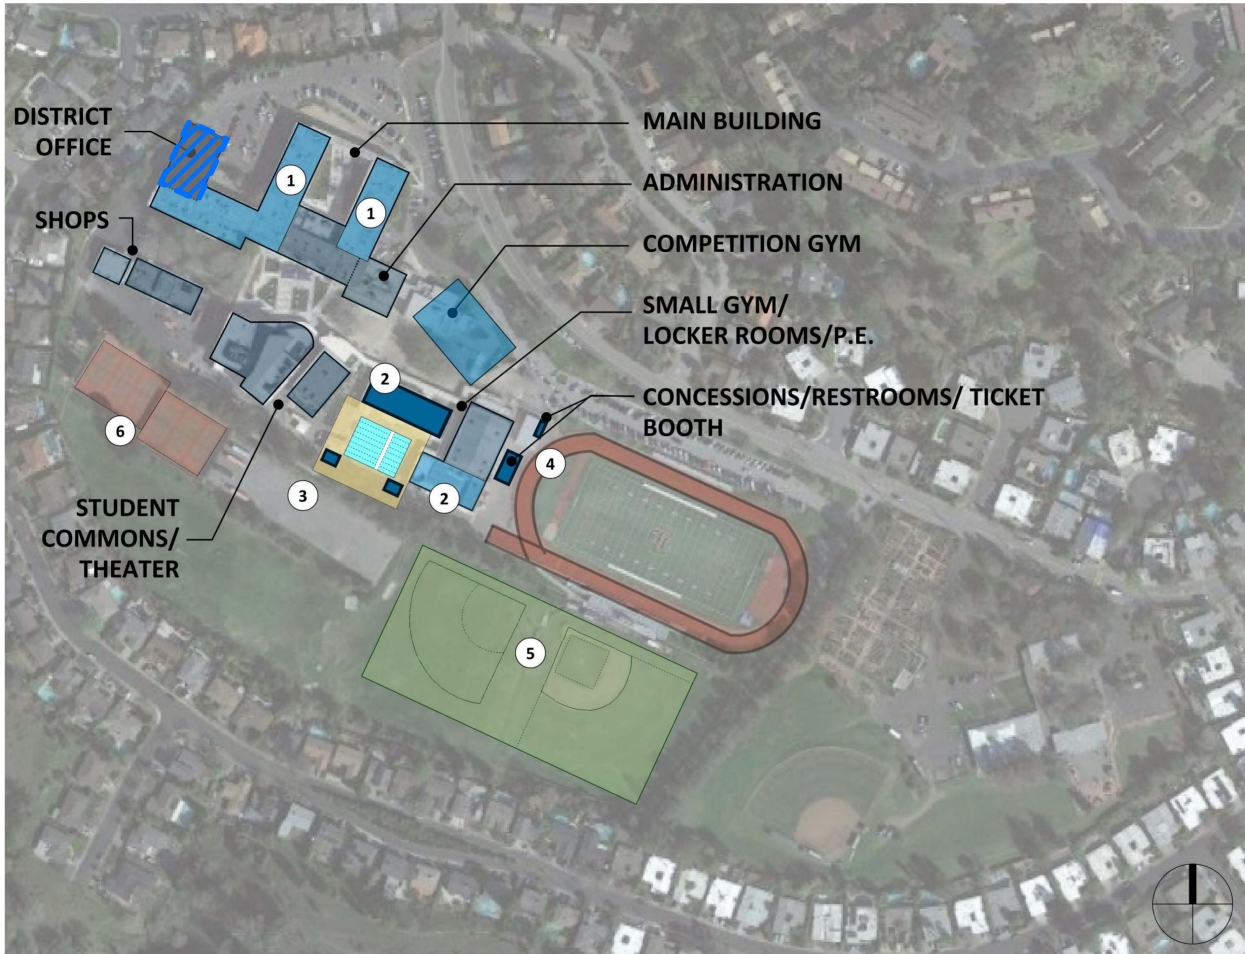 DISTRICT
OFFICE
MAIN BUILDING
1
ADMINISTRATION
1
SHOPS
COMPETITION GYM
SMALL GYM/
LOCKER ROOMS/P.E.
2
CONCESSIONS/RESTROOMS/ TICKET
BOOTH
6
4
3
2
STUDENT
COMMONS/
THEATER
5